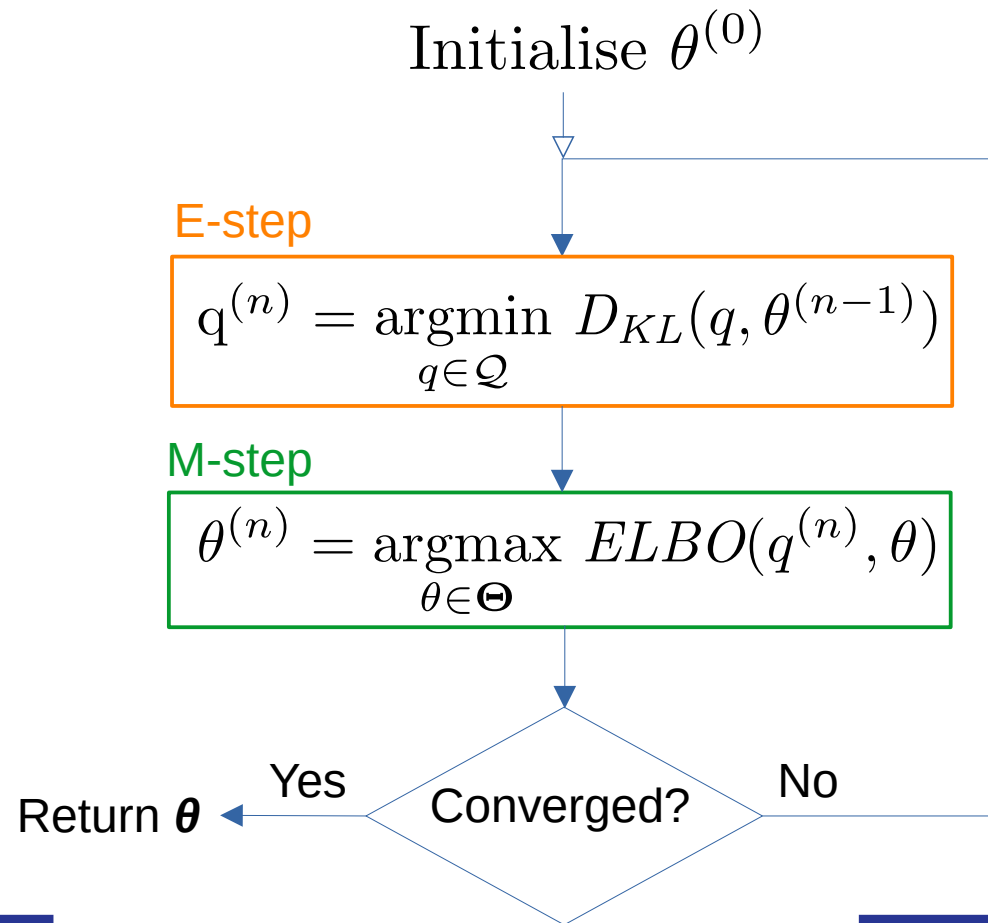 Initialise θ^(0)
E-step
q^(n) = argmin D_KL(q, θ^(n−1))
q∈𝒬
M-step
θ^(n) = argmax ELBO(q^(n), θ)
θ∈Θ
Yes
No
Converged?
Return θ